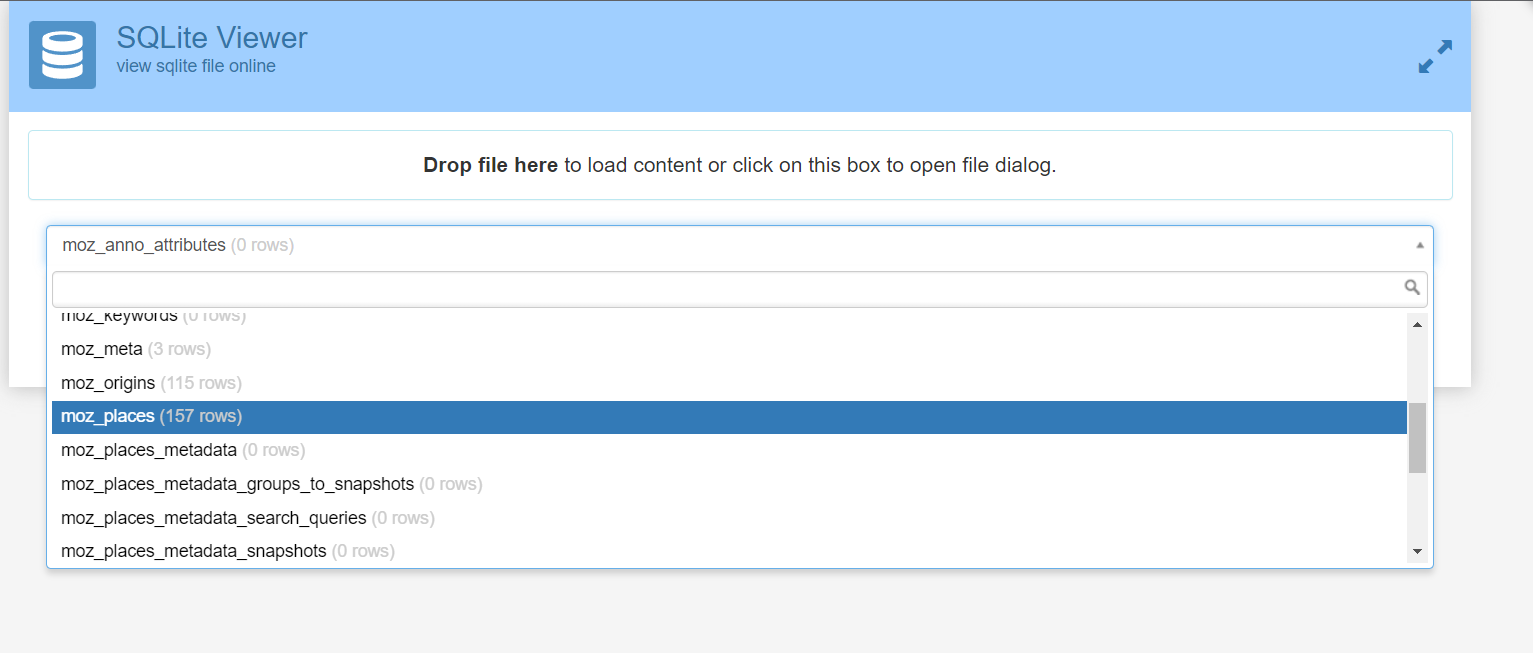 SQLite Viewer
view sqlite file online
Drop file here to load content or click on this box to open file dialog.
moz_anno_attributes (0 rows)
moz_keywords (0 rows)
moz_meta (3 rows)
moz_origins (115 rows)
moz_places (157 rows)
moz_places_metadata (0 rows)
moz_places_metadata_groups_to_snapshots (0 rows)
moz_places_metadata_search_queries (0 rows)
moz_places_metadata_snapshots (0 rows)